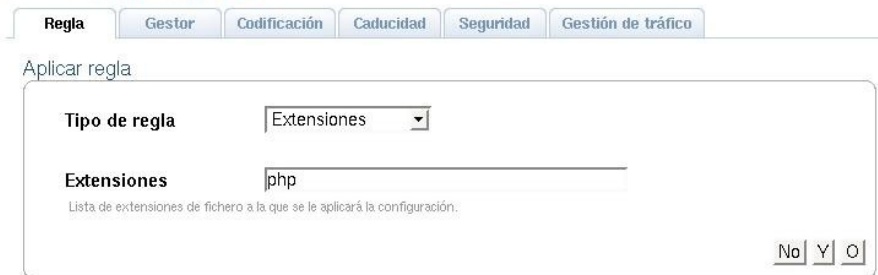 Regla Gestor Codificación Caducidad Seguridad Gestión de tráfico
Aplicar regla
Tipo de regla Extensiones
Extensiones php
Lista de extensiones de fichero a la que se le aplicará la configuración.
No Y O